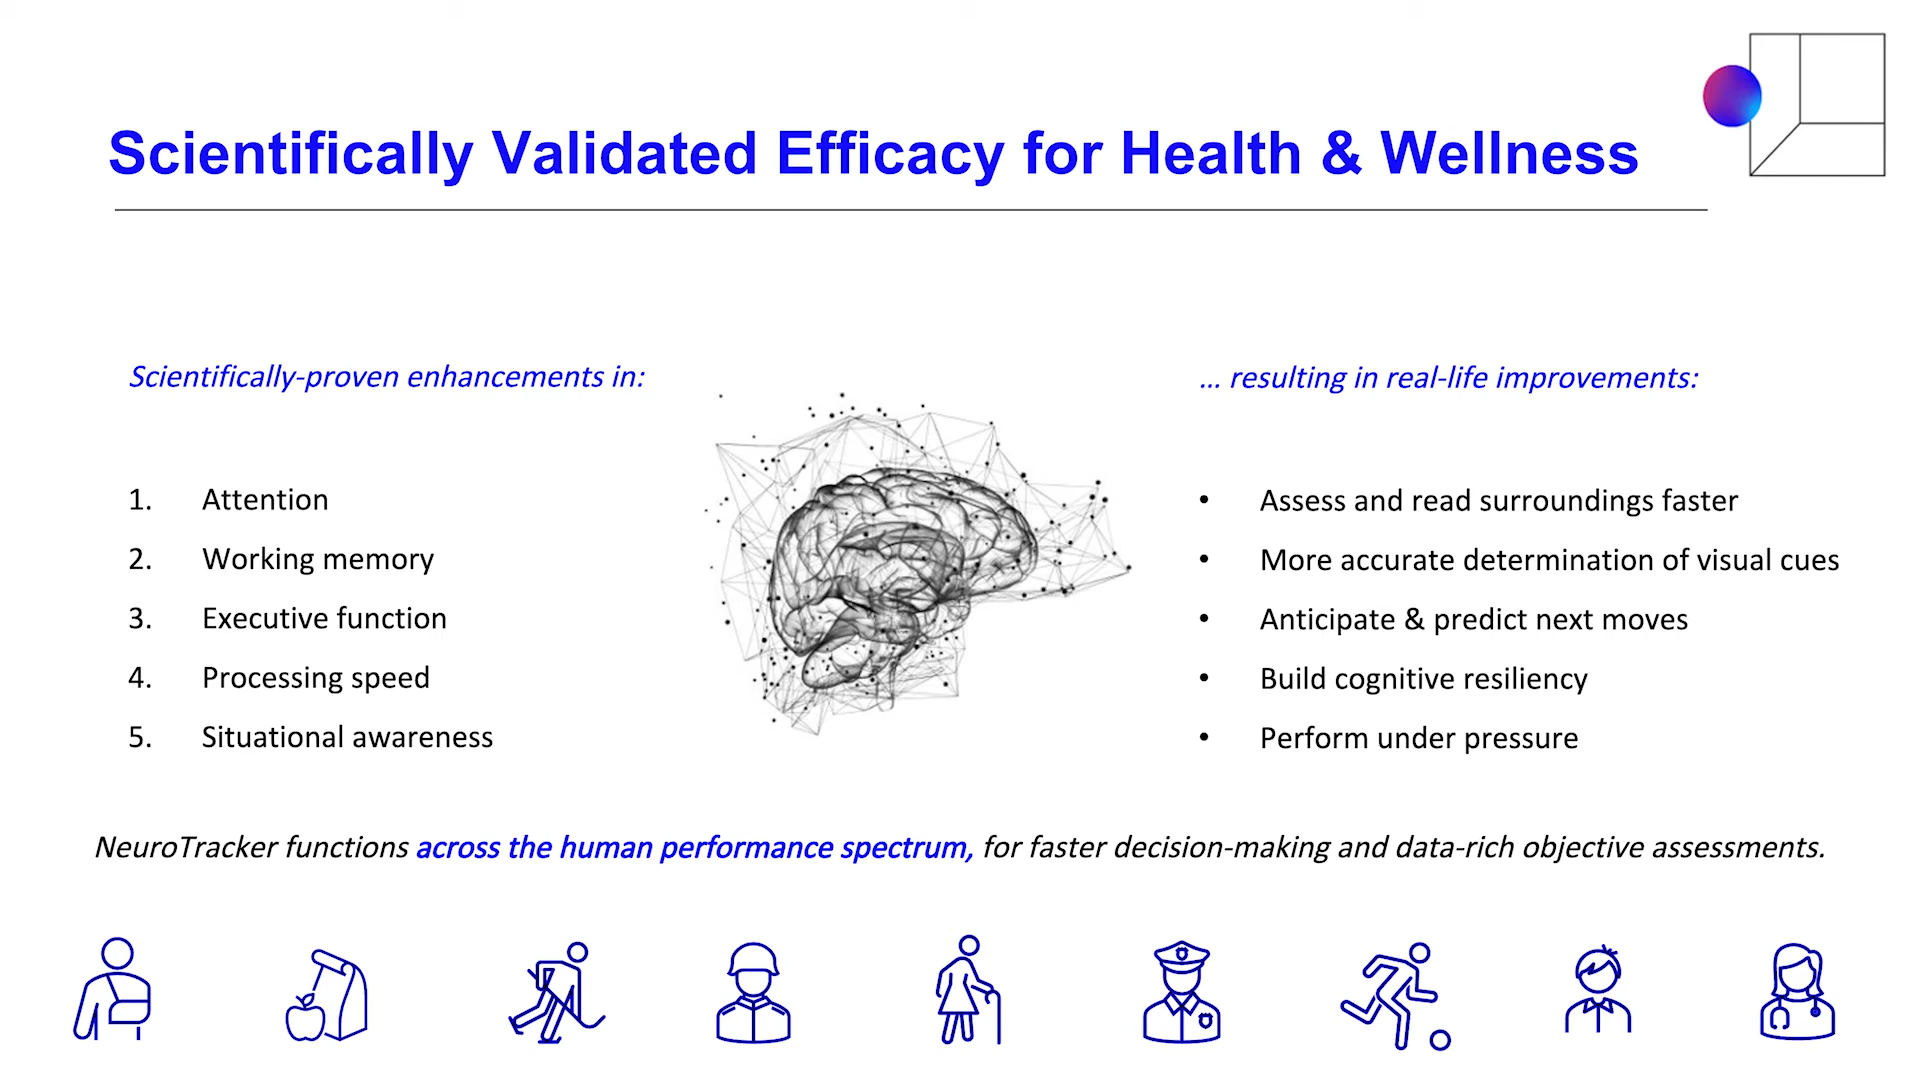 Scientifically Validated Efficacy for Health & Wellness
Scientifically-proven enhancements in:
1. Attention
2. Working memory
3. Executive function
4. Processing speed
5. Situational awareness
... resulting in real-life improvements:
• Assess and read surroundings faster
• More accurate determination of visual cues
• Anticipate & predict next moves
• Build cognitive resiliency
• Perform under pressure
NeuroTracker functions across the human performance spectrum, for faster decision-making and data-rich objective assessments.